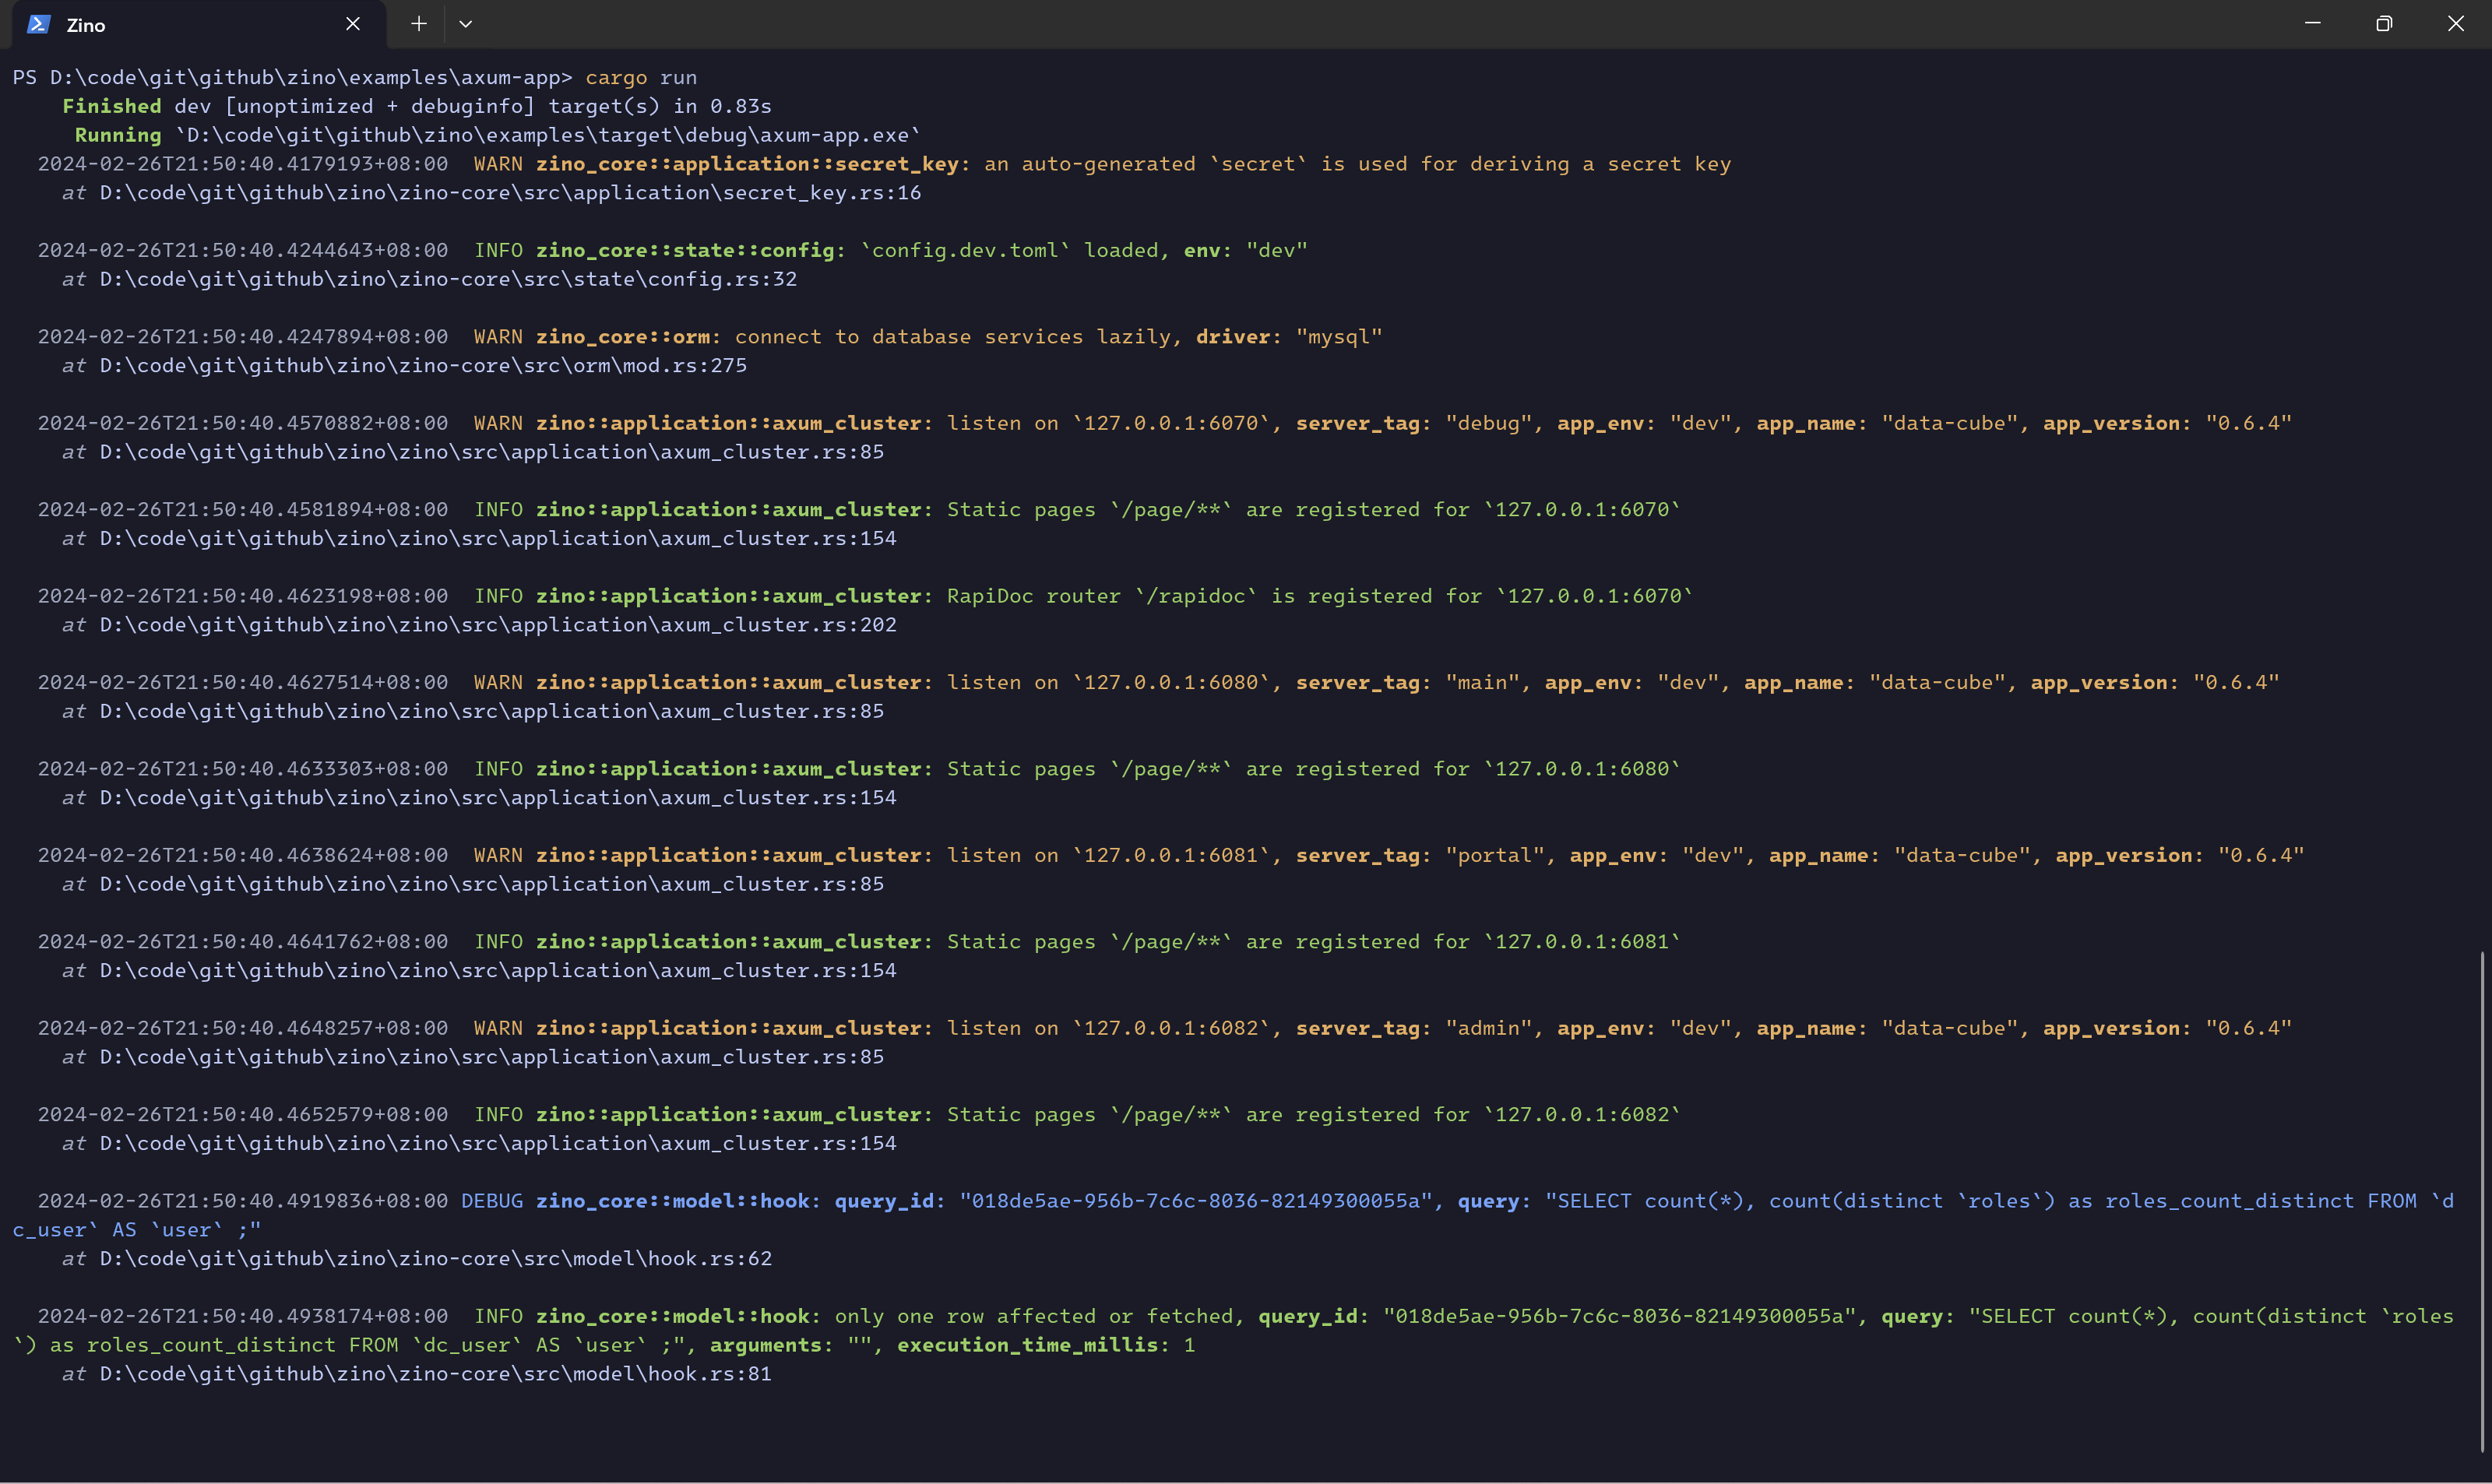 Zino
PS D:\code\git\github\zino\examples\axum-app> cargo run
    Finished dev [unoptimized + debuginfo] target(s) in 0.83s
     Running `D:\code\git\github\zino\examples\target\debug\axum-app.exe`
  2024-02-26T21:50:40.4179193+08:00  WARN zino_core::application::secret_key: an auto-generated `secret` is used for deriving a secret key
    at D:\code\git\github\zino\zino-core\src\application\secret_key.rs:16
  2024-02-26T21:50:40.4244643+08:00  INFO zino_core::state::config: `config.dev.toml` loaded, env: "dev"
    at D:\code\git\github\zino\zino-core\src\state\config.rs:32
  2024-02-26T21:50:40.4247894+08:00  WARN zino_core::orm: connect to database services lazily, driver: "mysql"
    at D:\code\git\github\zino\zino-core\src\orm\mod.rs:275
  2024-02-26T21:50:40.4570882+08:00  WARN zino::application::axum_cluster: listen on `127.0.0.1:6070`, server_tag: "debug", app_env: "dev", app_name: "data-cube", app_version: "0.6.4"
    at D:\code\git\github\zino\zino\src\application\axum_cluster.rs:85
  2024-02-26T21:50:40.4581894+08:00  INFO zino::application::axum_cluster: Static pages `/page/**` are registered for `127.0.0.1:6070`
    at D:\code\git\github\zino\zino\src\application\axum_cluster.rs:154
  2024-02-26T21:50:40.4623198+08:00  INFO zino::application::axum_cluster: RapiDoc router `/rapidoc` is registered for `127.0.0.1:6070`
    at D:\code\git\github\zino\zino\src\application\axum_cluster.rs:202
  2024-02-26T21:50:40.4627514+08:00  WARN zino::application::axum_cluster: listen on `127.0.0.1:6080`, server_tag: "main", app_env: "dev", app_name: "data-cube", app_version: "0.6.4"
    at D:\code\git\github\zino\zino\src\application\axum_cluster.rs:85
  2024-02-26T21:50:40.4633303+08:00  INFO zino::application::axum_cluster: Static pages `/page/**` are registered for `127.0.0.1:6080`
    at D:\code\git\github\zino\zino\src\application\axum_cluster.rs:154
  2024-02-26T21:50:40.4638624+08:00  WARN zino::application::axum_cluster: listen on `127.0.0.1:6081`, server_tag: "portal", app_env: "dev", app_name: "data-cube", app_version: "0.6.4"
    at D:\code\git\github\zino\zino\src\application\axum_cluster.rs:85
  2024-02-26T21:50:40.4641762+08:00  INFO zino::application::axum_cluster: Static pages `/page/**` are registered for `127.0.0.1:6081`
    at D:\code\git\github\zino\zino\src\application\axum_cluster.rs:154
  2024-02-26T21:50:40.4648257+08:00  WARN zino::application::axum_cluster: listen on `127.0.0.1:6082`, server_tag: "admin", app_env: "dev", app_name: "data-cube", app_version: "0.6.4"
    at D:\code\git\github\zino\zino\src\application\axum_cluster.rs:85
  2024-02-26T21:50:40.4652579+08:00  INFO zino::application::axum_cluster: Static pages `/page/**` are registered for `127.0.0.1:6082`
    at D:\code\git\github\zino\zino\src\application\axum_cluster.rs:154
  2024-02-26T21:50:40.4919836+08:00 DEBUG zino_core::model::hook: query_id: "018de5ae-956b-7c6c-8036-82149300055a", query: "SELECT count(*), count(distinct `roles`) as roles_count_distinct FROM `d
c_user` AS `user` ;"
    at D:\code\git\github\zino\zino-core\src\model\hook.rs:62
  2024-02-26T21:50:40.4938174+08:00  INFO zino_core::model::hook: only one row affected or fetched, query_id: "018de5ae-956b-7c6c-8036-82149300055a", query: "SELECT count(*), count(distinct `roles
`) as roles_count_distinct FROM `dc_user` AS `user` ;", arguments: "", execution_time_millis: 1
    at D:\code\git\github\zino\zino-core\src\model\hook.rs:81